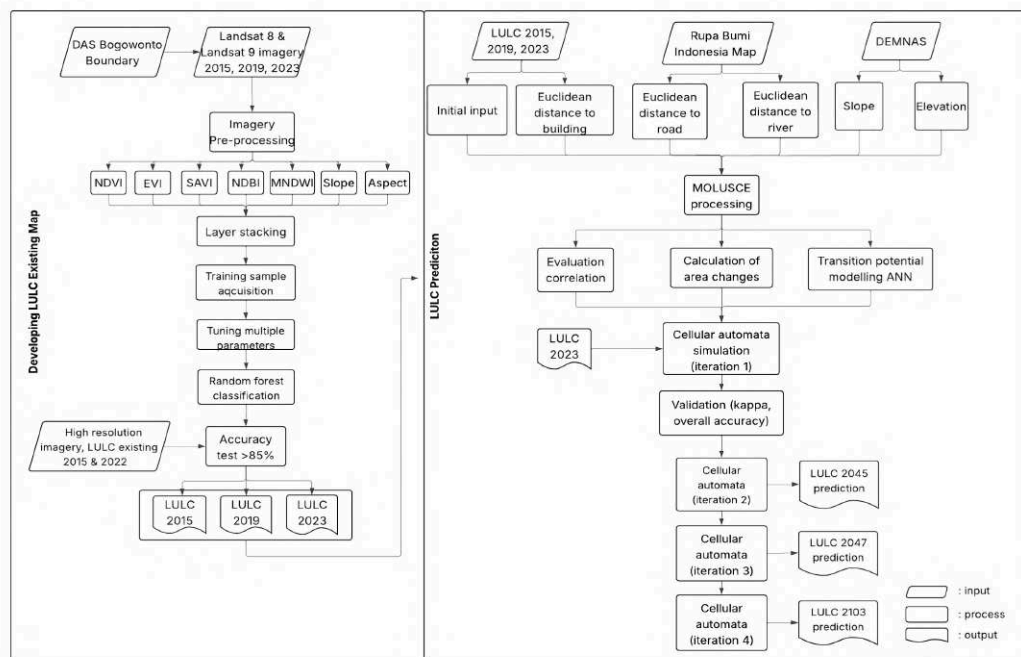 Developing LULC Existing Map
DAS Bogowonto
Boundary
Landsat 8 &
Landsat 9 imagery
2015, 2019, 2023
Imagery
Pre-processing
NDVI
EVI
SAVI
NDBI
MNDWI
Slope
Aspect
Layer stacking
Training sample
aqcuisition
Tuning multiple
parameters
Random forest
classification
High resolution
imagery, LULC existing
2015 & 2022
Accuracy
test >85%
LULC
2015
LULC
2019
LULC
2023
LULC Prediciton
LULC 2015,
2019, 2023
Rupa Bumi
Indonesia Map
DEMNAS
Initial input
Euclidean
distance to
building
Euclidean
distance to
road
Euclidean
distance to
river
Slope
Elevation
MOLUSCE
processing
Evaluation
correlation
Calculation of
area changes
Transition potential
modelling ANN
LULC
2023
Cellular automata
simulation
(iteration 1)
Validation (kappa,
overall accuracy)
Cellular
automata
(iteration 2)
LULC 2045
prediction
Cellular
automata
(iteration 3)
LULC 2047
prediction
Cellular
automata
(iteration 4)
LULC 2103
prediction
: input
: process
: output